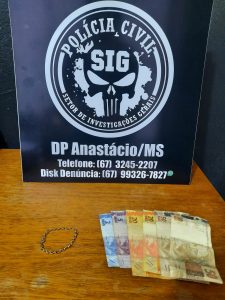 POLÍCIA CIVIL
SIG
SETOR DE INVESTIGAÇÕES GERAIS
DP Anastácio/MS
Telefone: (67) 3245-2207
Disk Denúncia: (67) 99326-7827